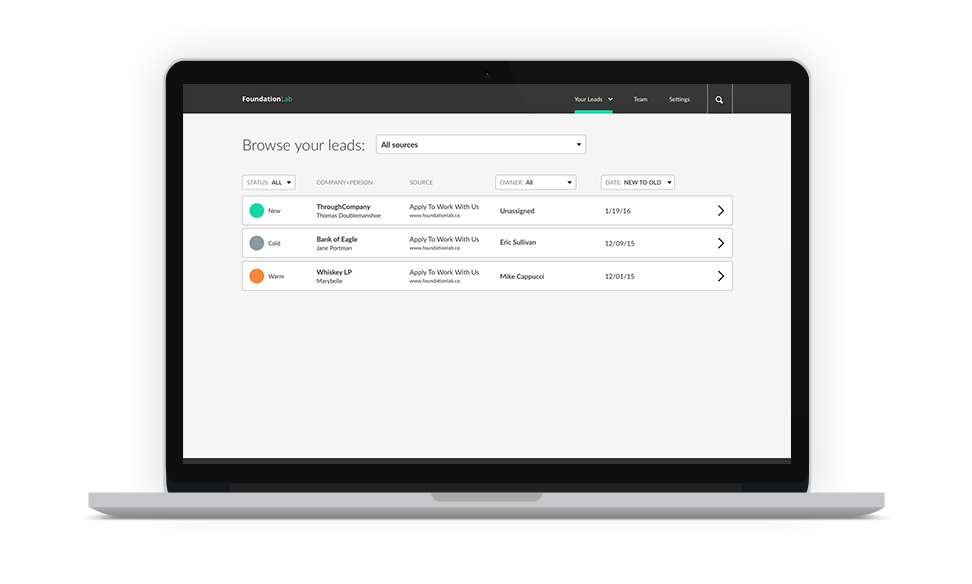 FoundationLab
Your Leads
Team
Settings
Browse your leads:
All sources
STATUS: ALL
COMPANY+PERSON
SOURCE
OWNER: All
DATE: NEW TO OLD
New
ThroughCompany
Thomas Doublemanshoe
Apply To Work With Us
www.foundationlab.co
Unassigned
1/19/16
Cold
Bank of Eagle
Jane Portman
Apply To Work With Us
www.foundationlab.co
Eric Sullivan
12/09/15
Warm
Whiskey LP
Marybelle
Apply To Work With Us
www.foundationlab.co
Mike Cappucci
12/01/15